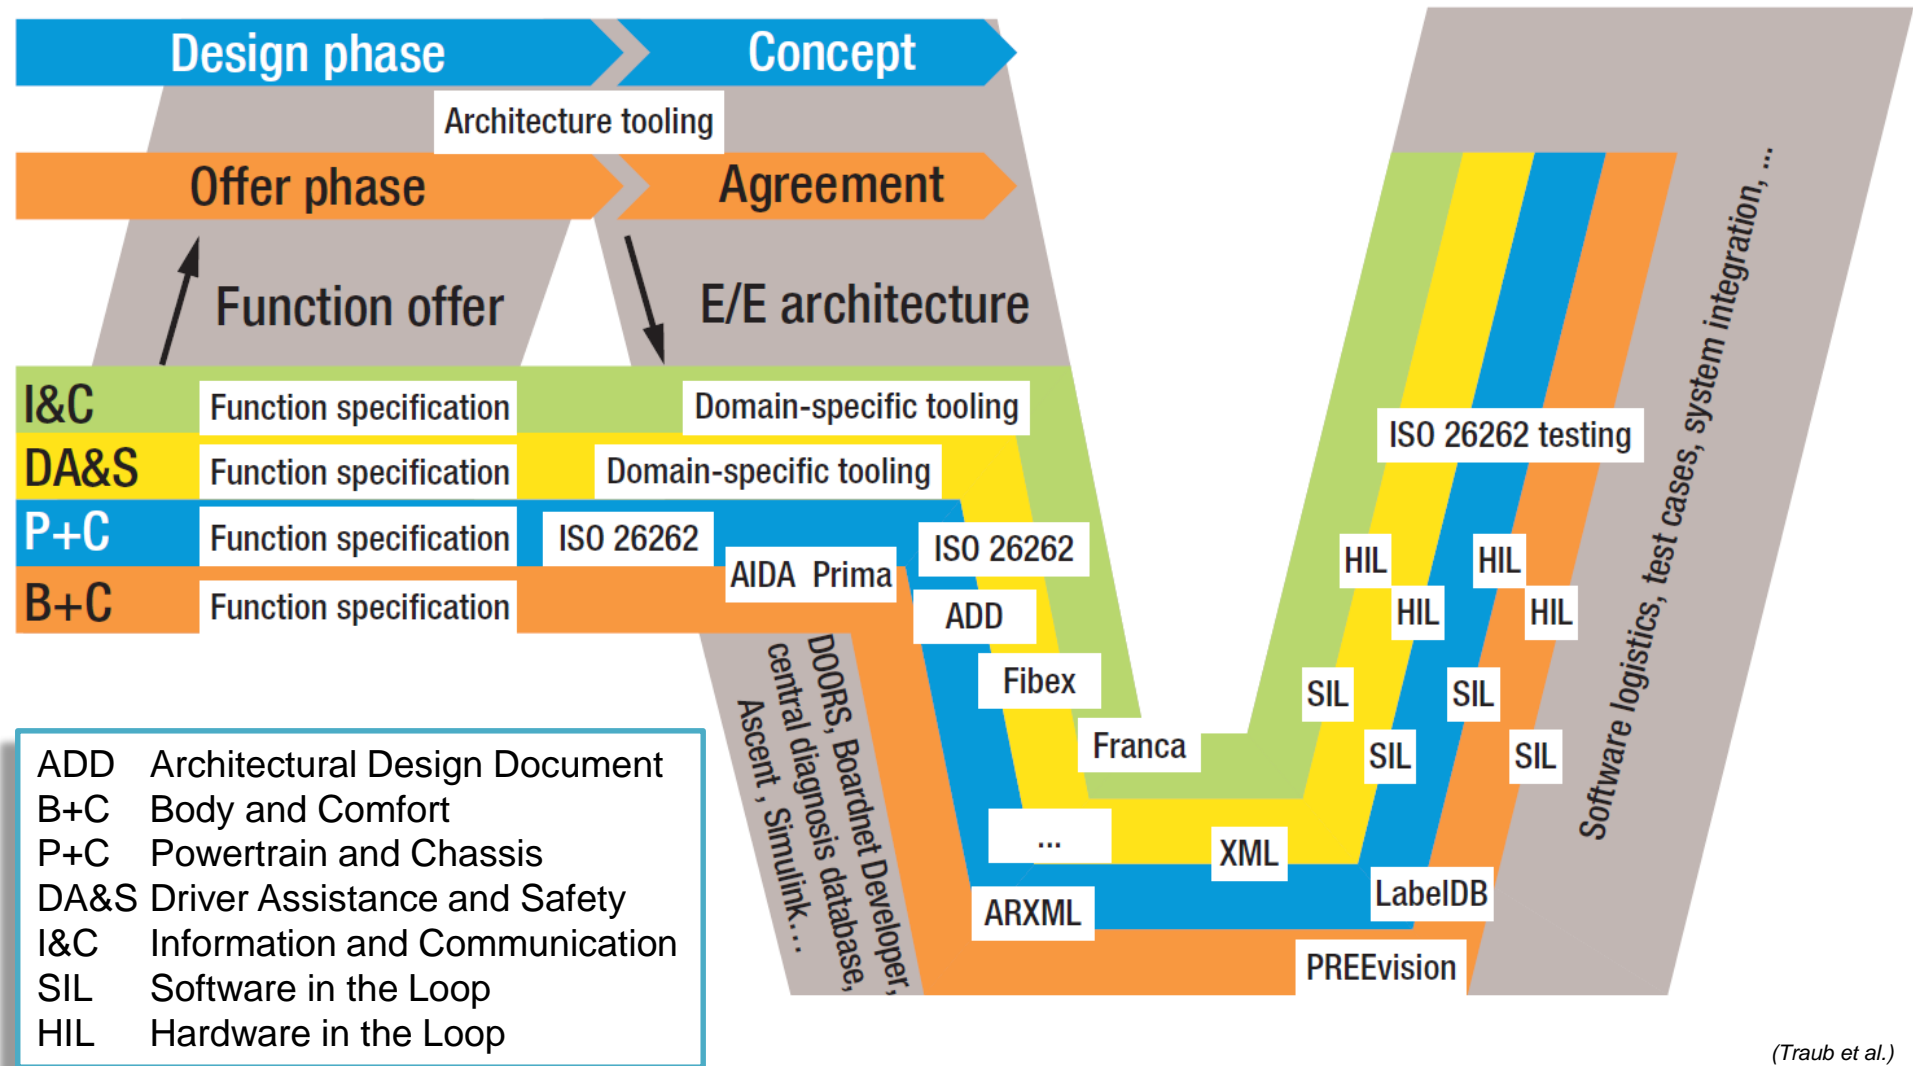 Design phase
Concept
Architecture tooling
Offer phase
Agreement
Function offer
E/E architecture
I&C
Function specification
Domain-specific tooling
DA&S
Function specification
Domain-specific tooling
P+C
Function specification
ISO 26262
ISO 26262
AIDA Prima
B+C
Function specification
ADD
Fibex
Franca
...
XML
ARXML
LabelDB
PREEvision
DOORS, Boardnet Developer,
central diagnosis database,
Ascent , Simulink…
ISO 26262 testing
HIL
HIL
HIL
HIL
SIL
SIL
SIL
SIL
Software logistics, test cases, system integration, ...
ADD Architectural Design Document
B+C Body and Comfort
P+C Powertrain and Chassis
DA&S Driver Assistance and Safety
I&C Information and Communication
SIL Software in the Loop
HIL Hardware in the Loop
(Traub et al.)